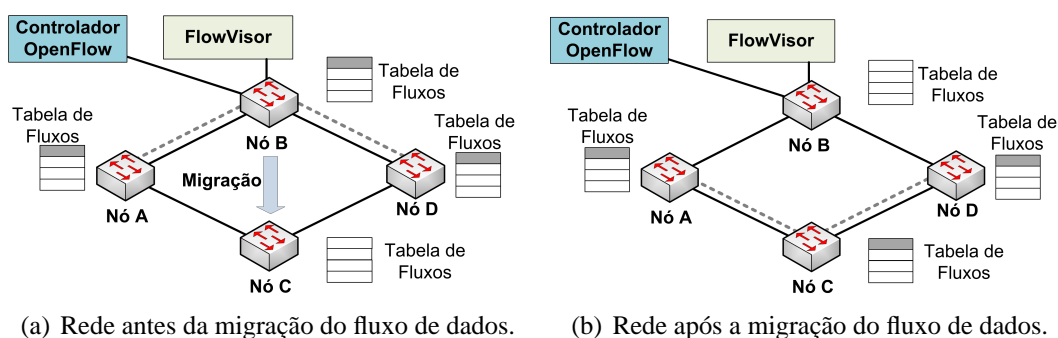 Controlador
OpenFlow
FlowVisor
Tabela de
Fluxos
Tabela de
Fluxos
Tabela de
Fluxos
Nó B
Migração
Nó A
Nó D
Tabela de
Fluxos
Nó C
(a) Rede antes da migração do fluxo de dados.
Controlador
OpenFlow
FlowVisor
Tabela de
Fluxos
Tabela de
Fluxos
Tabela de
Fluxos
Nó B
Nó A
Nó D
Tabela de
Fluxos
Nó C
(b) Rede após a migração do fluxo de dados.